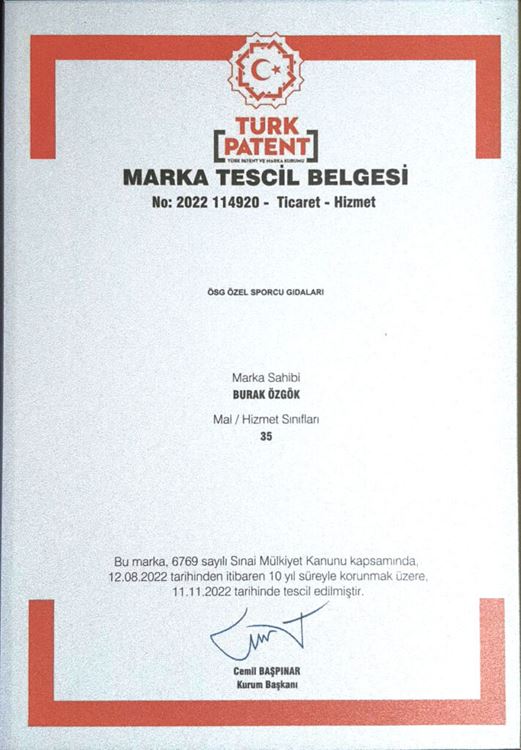 TÜRK
PATENT
TÜRK PATENT VE MARKA KURUMU
MARKA TESCİL BELGESİ
No: 2022 114920 - Ticaret - Hizmet
ÖSG ÖZEL SPORCU GIDALARI
Marka Sahibi
BURAK ÖZGÖK
Mal / Hizmet Sınıfları
35
Bu marka, 6769 sayılı Sınai Mülkiyet Kanunu kapsamında,
12.08.2022 tarihinden itibaren 10 yıl süreyle korunmak üzere,
11.11.2022 tarihinde tescil edilmiştir.
Cemil BAŞPINAR
Kurum Başkanı